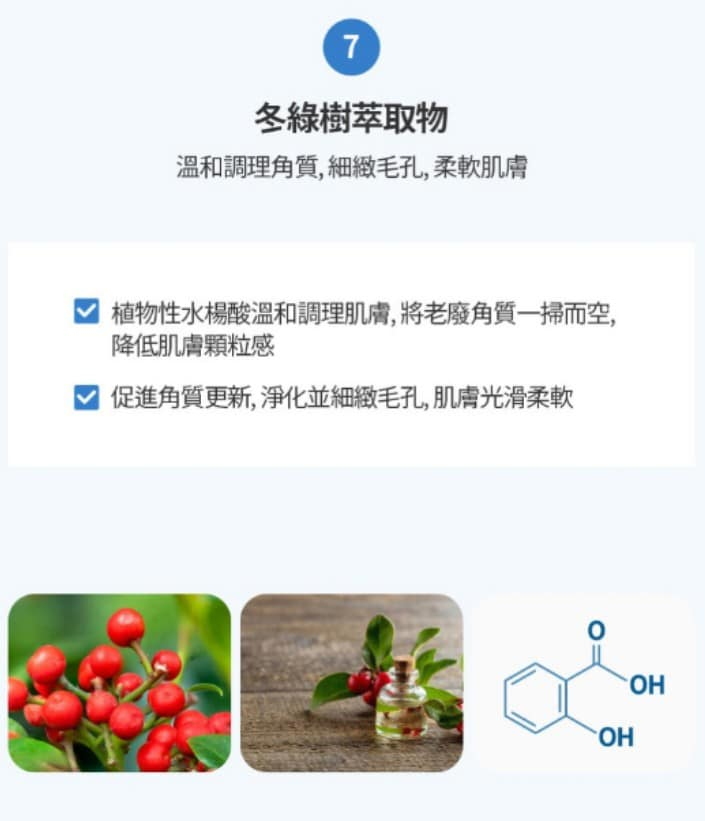 7
冬綠樹萃取物
溫和調理角質, 細緻毛孔, 柔軟肌膚
植物性水楊酸溫和調理肌膚, 將老廢角質一掃而空,
降低肌膚顆粒感
促進角質更新, 淨化並細緻毛孔, 肌膚光滑柔軟
O
OH
OH